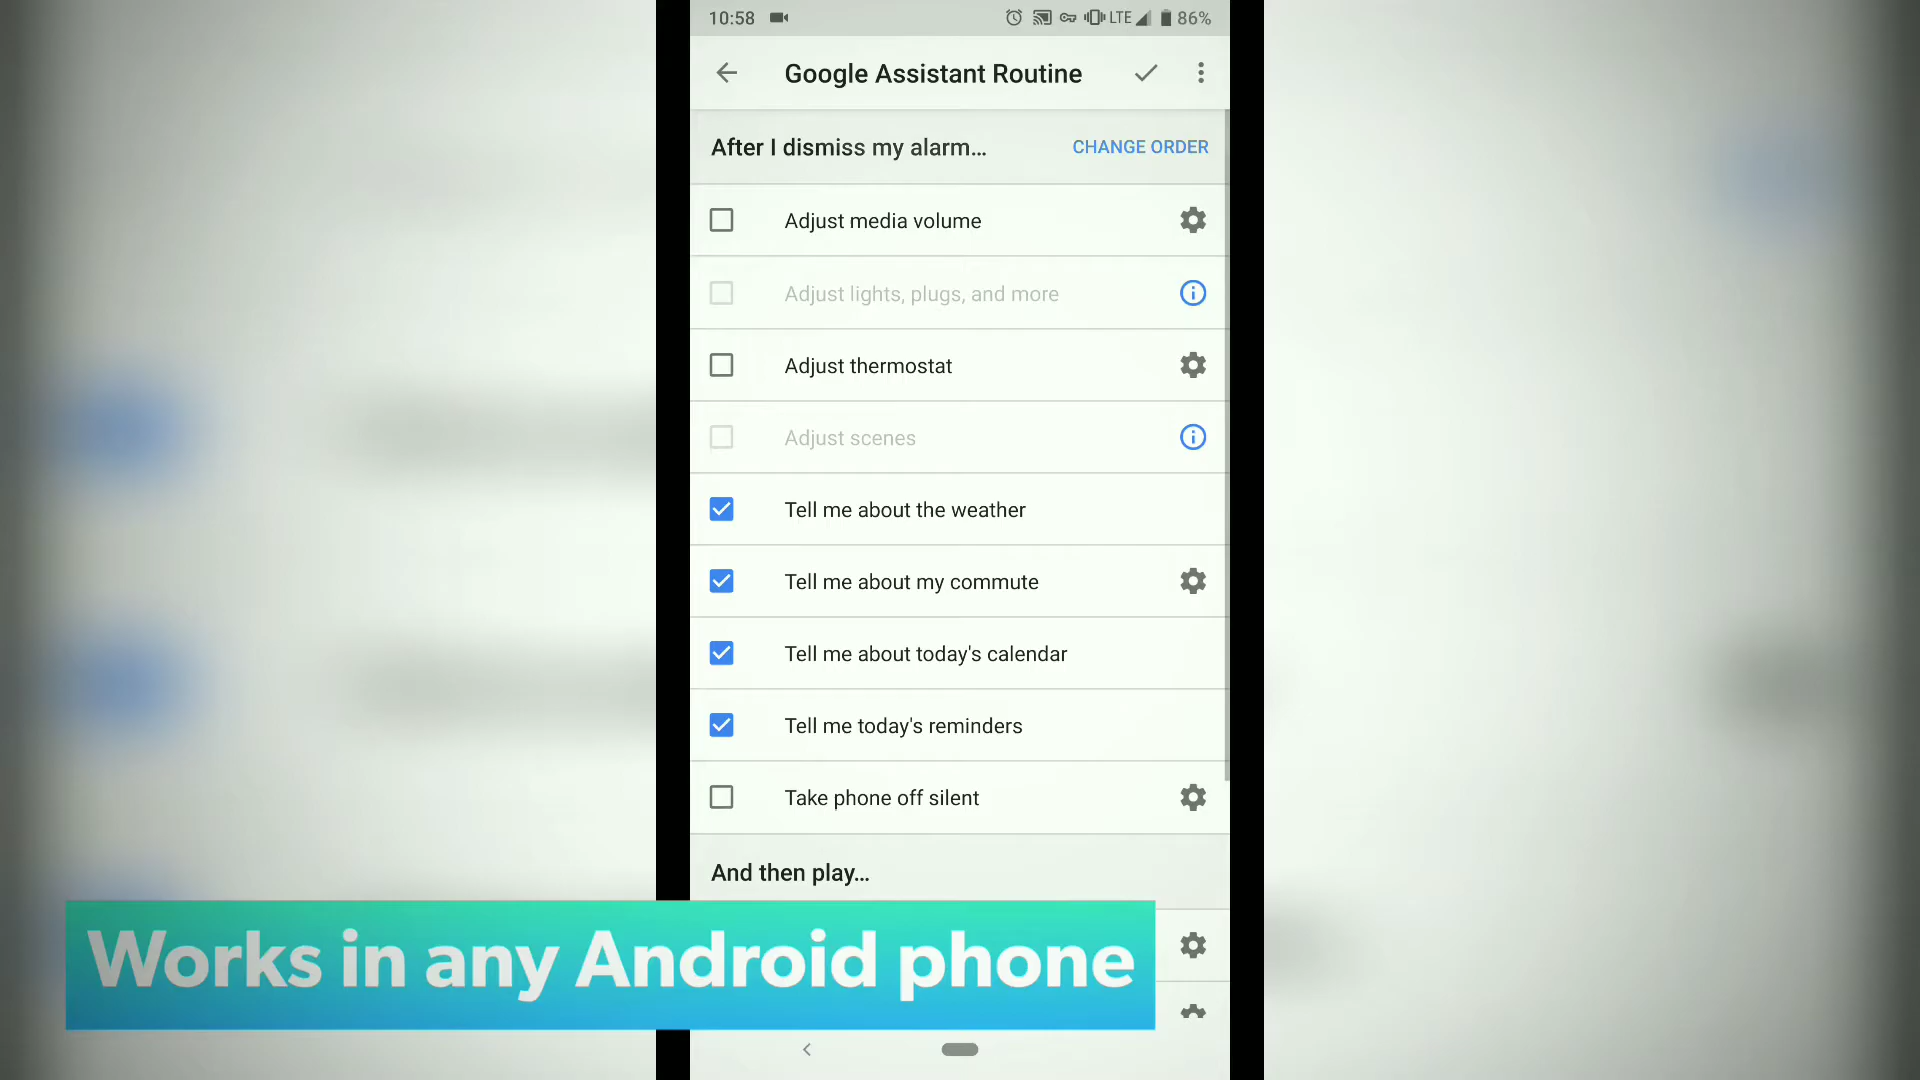 10:58
LTE 86%
Google Assistant Routine
After I dismiss my alarm...
CHANGE ORDER
Adjust media volume
Adjust lights, plugs, and more
Adjust thermostat
Adjust scenes
Tell me about the weather
Tell me about my commute
Tell me about today's calendar
Tell me today's reminders
Take phone off silent
And then play...
Works in any Android phone